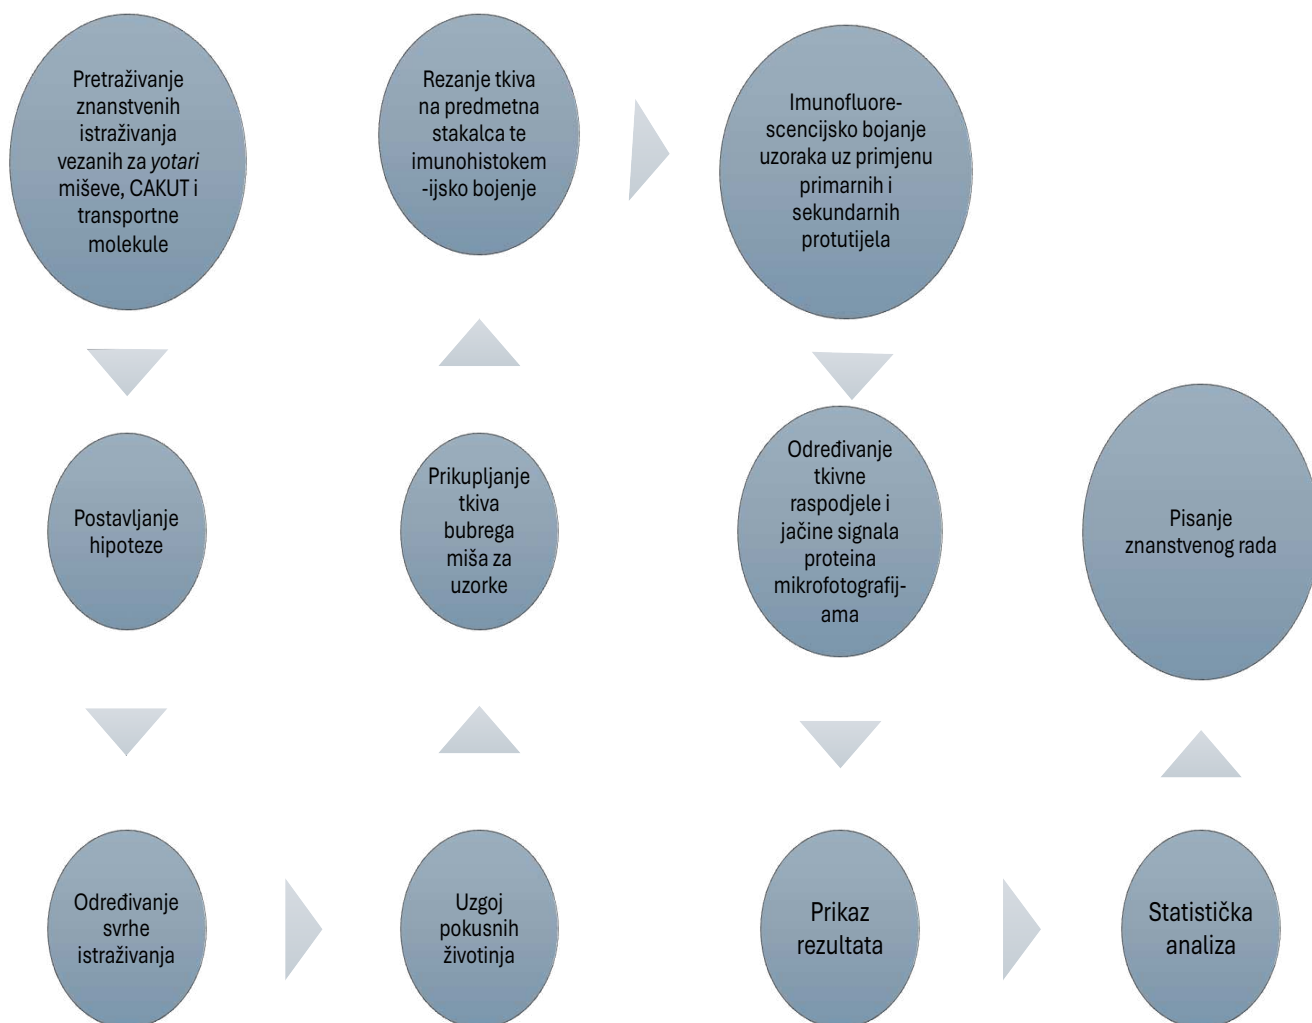 Pretraživanje
znanstvenih
istraživanja
vezanih za yotari
miševe, CAKUT i
transportne
molekule
Postavljanje
hipoteze
Određivanje
svrhe
istraživanja
Uzgoj
pokusnih
životinja
Prikupljanje
tkiva
bubrega
miša za
uzorke
Rezanje tkiva
na predmetna
stakalca te
imunohistokem
-ijsko bojenje
Imunofluore-
scencijsko bojanje
uzoraka uz primjenu
primarnih i
sekundarnih
protutijela
Određivanje
tkivne
raspodjele i
jačine signala
proteina
mikrofotografij-
ama
Prikaz
rezultata
Statistička
analiza
Pisanje
znanstvenog rada